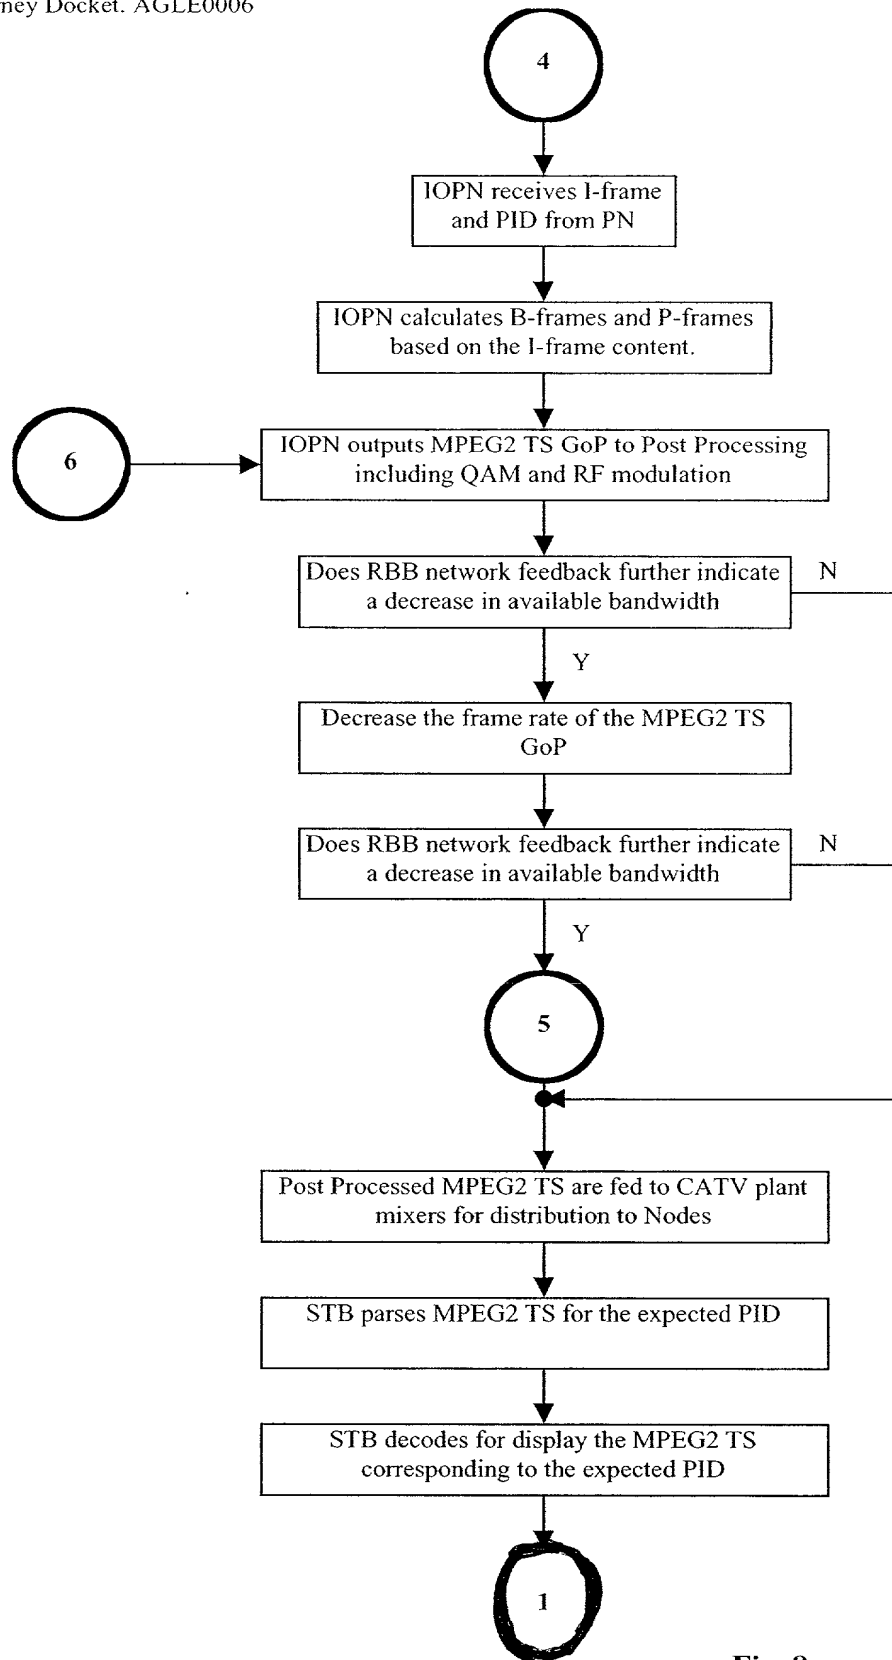 ney Docket. AGLE0006
4
IOPN receives I-frame
and PID from PN
IOPN calculates B-frames and P-frames
based on the I-frame content.
6
IOPN outputs MPEG2 TS GoP to Post Processing
including QAM and RF modulation
Does RBB network feedback further indicate
a decrease in available bandwidth
N
Y
Decrease the frame rate of the MPEG2 TS
GoP
Does RBB network feedback further indicate
a decrease in available bandwidth
N
Y
5
Post Processed MPEG2 TS are fed to CATV plant
mixers for distribution to Nodes
STB parses MPEG2 TS for the expected PID
STB decodes for display the MPEG2 TS
corresponding to the expected PID
1